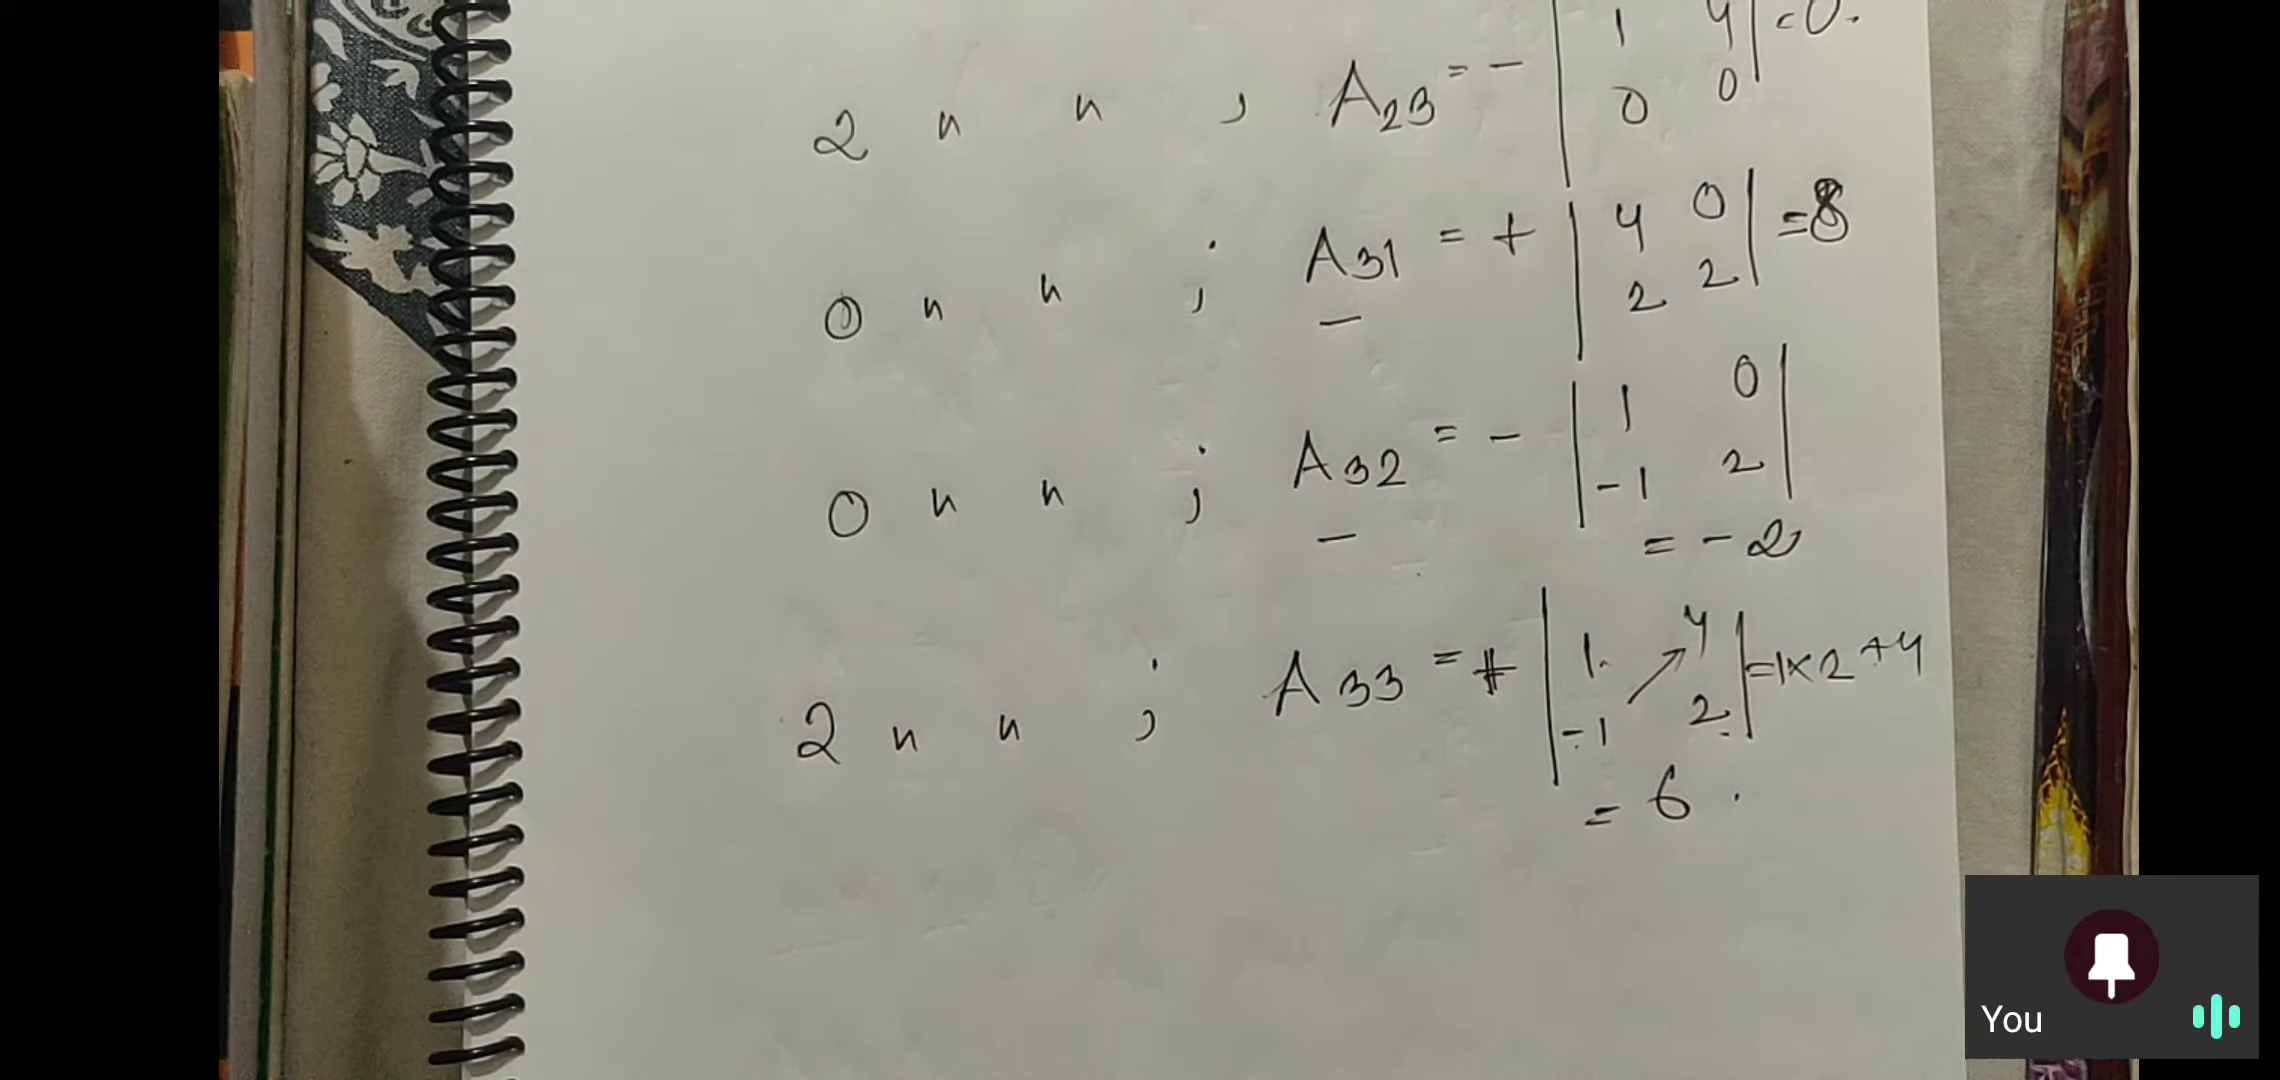 2 " " , A23 = - | 1 4 | = 0.
0 0
0 " " ; A31 = + | 4 0 | = 8
2 2
0 " " ; A32 = - | 1 0 |
-1 2
= -2
2 " " ; A33 = + | 1 4 | = 1×2+4
-1 2
= 6.
You